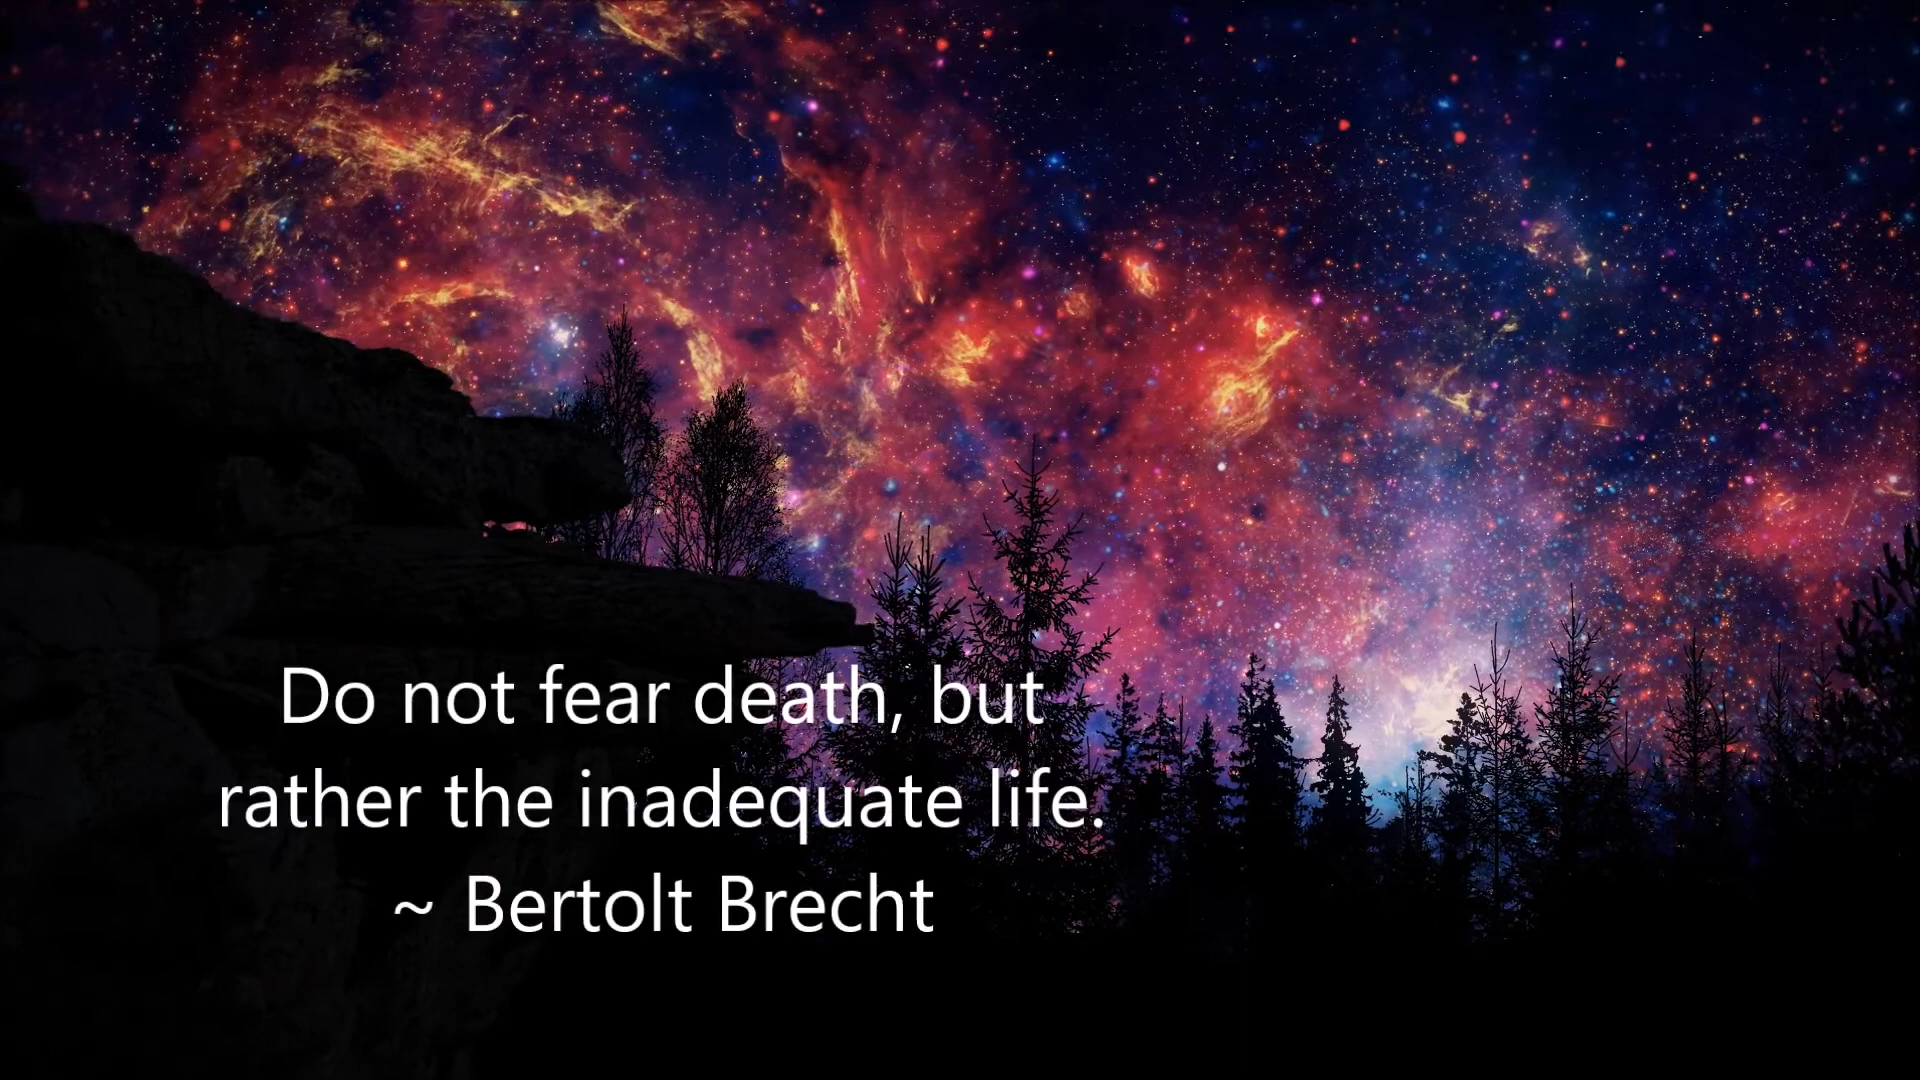 Do not fear death, but
rather the inadequate life.
~ Bertolt Brecht